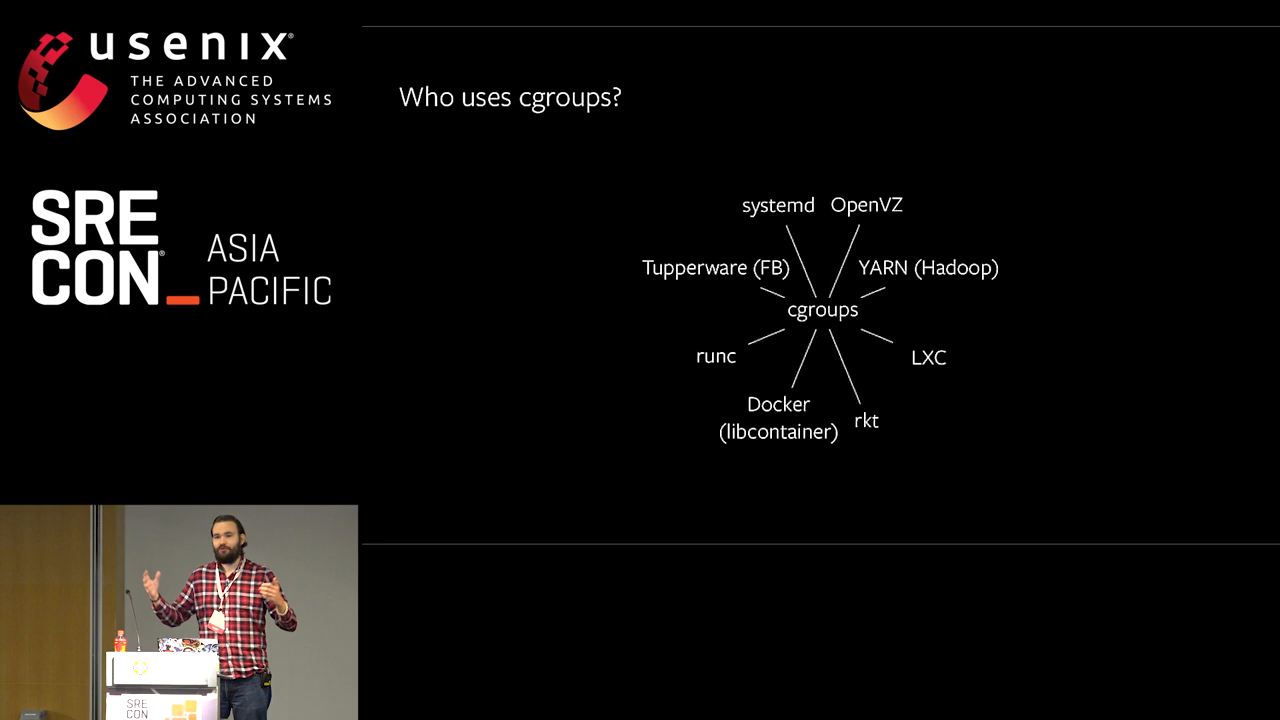 usenix®
THE ADVANCED
COMPUTING SYSTEMS
ASSOCIATION
SRE
CON®_
ASIA
PACIFIC
Who uses cgroups?
systemd OpenVZ
Tupperware (FB) YARN (Hadoop)
cgroups
runc LXC
Docker
(libcontainer) rkt
SRE
CON